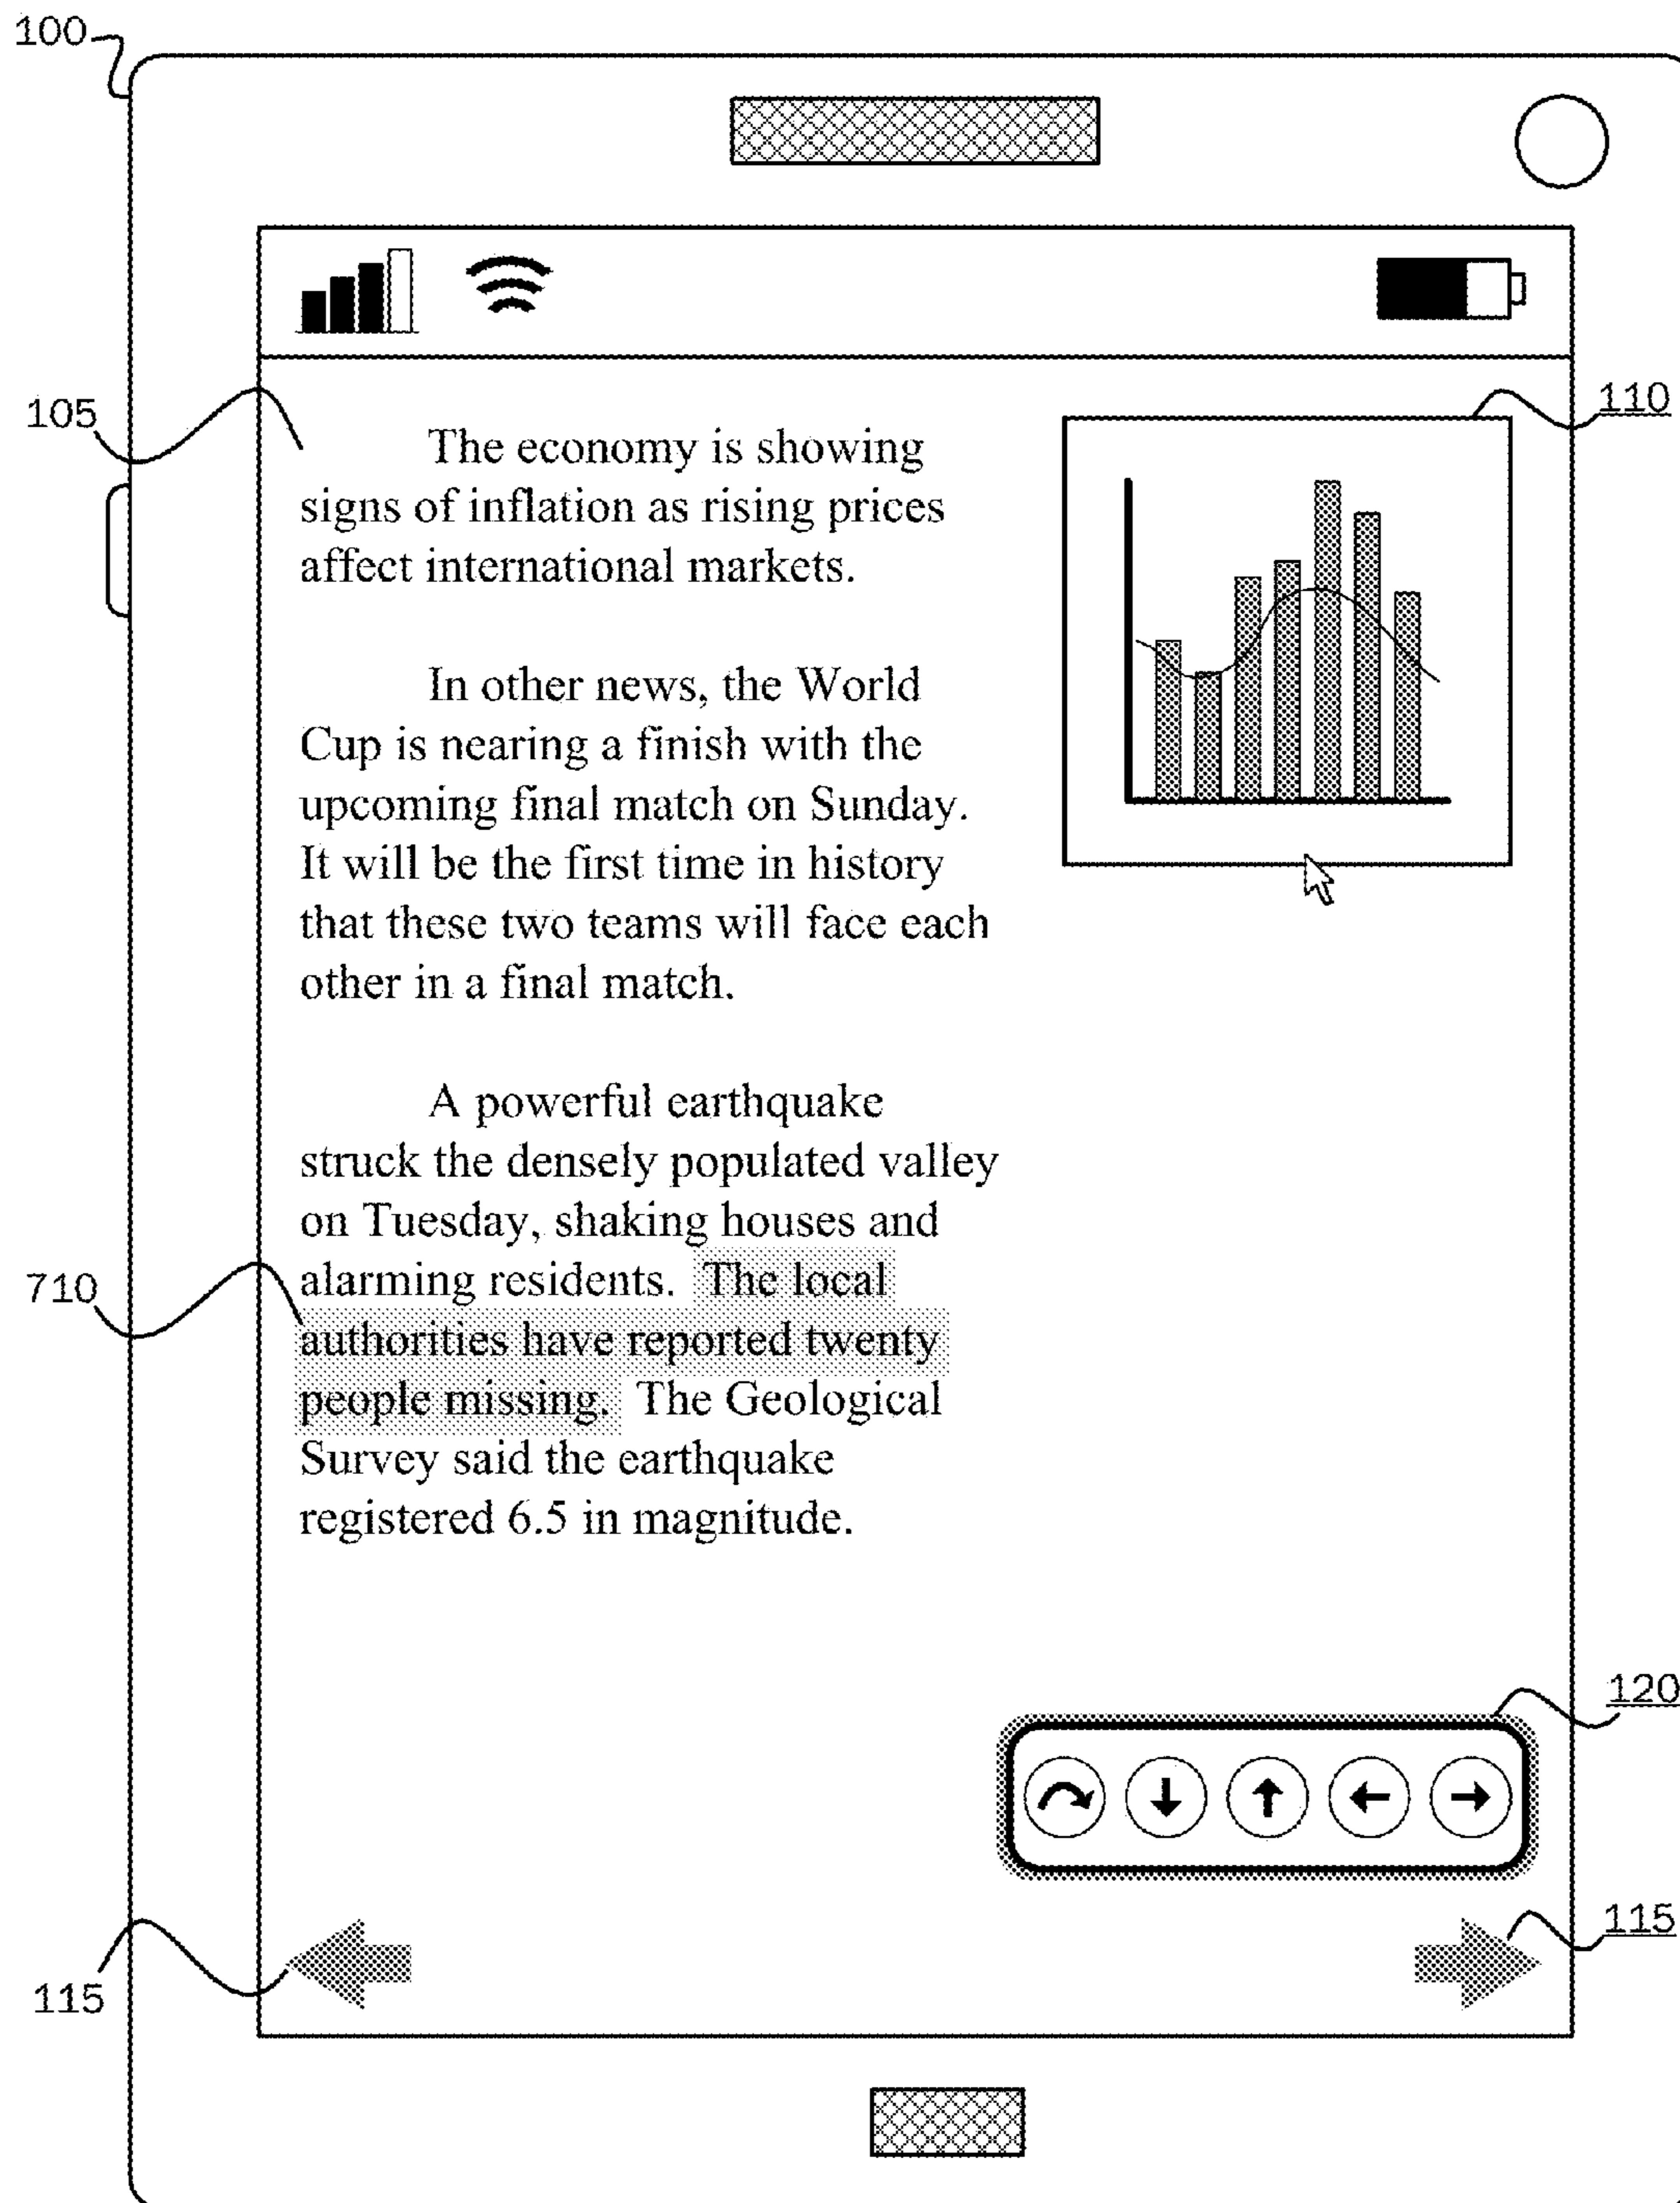 100
105
The economy is showing
signs of inflation as rising prices
affect international markets.
110
In other news, the World
Cup is nearing a finish with the
upcoming final match on Sunday.
It will be the first time in history
that these two teams will face each
other in a final match.
A powerful earthquake
struck the densely populated valley
on Tuesday, shaking houses and
710
alarming residents. The local
authorities have reported twenty
people missing. The Geological
Survey said the earthquake
registered 6.5 in magnitude.
120
115
115